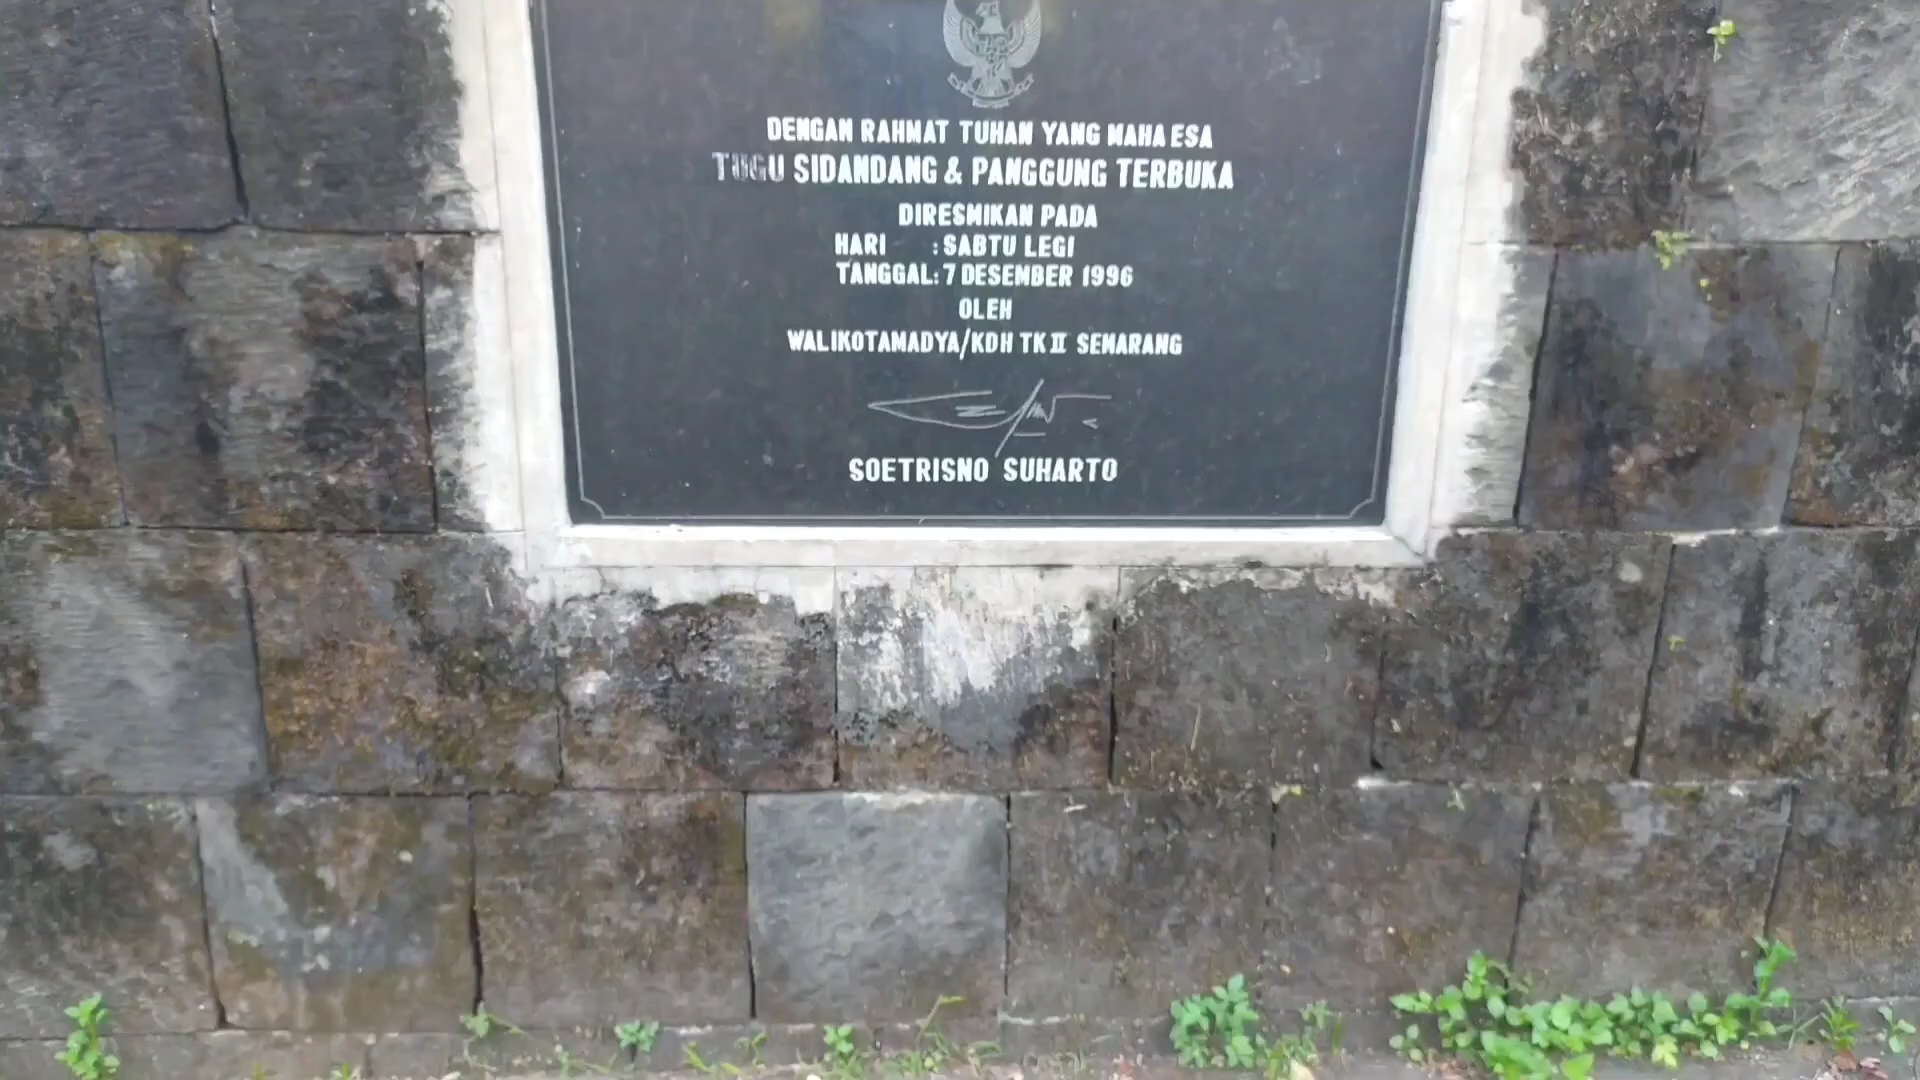 DENGAN RAHMAT TUHAN YANG MAHA ESA
TUGU SIDANDANG & PANGGUNG TERBUKA
DIRESMIKAN PADA
HARI : SABTU LEGI
TANGGAL: 7 DESEMBER 1996
OLEH
WALIKOTAMADYA/KDH TK II SEMARANG
SOETRISNO SUHARTO